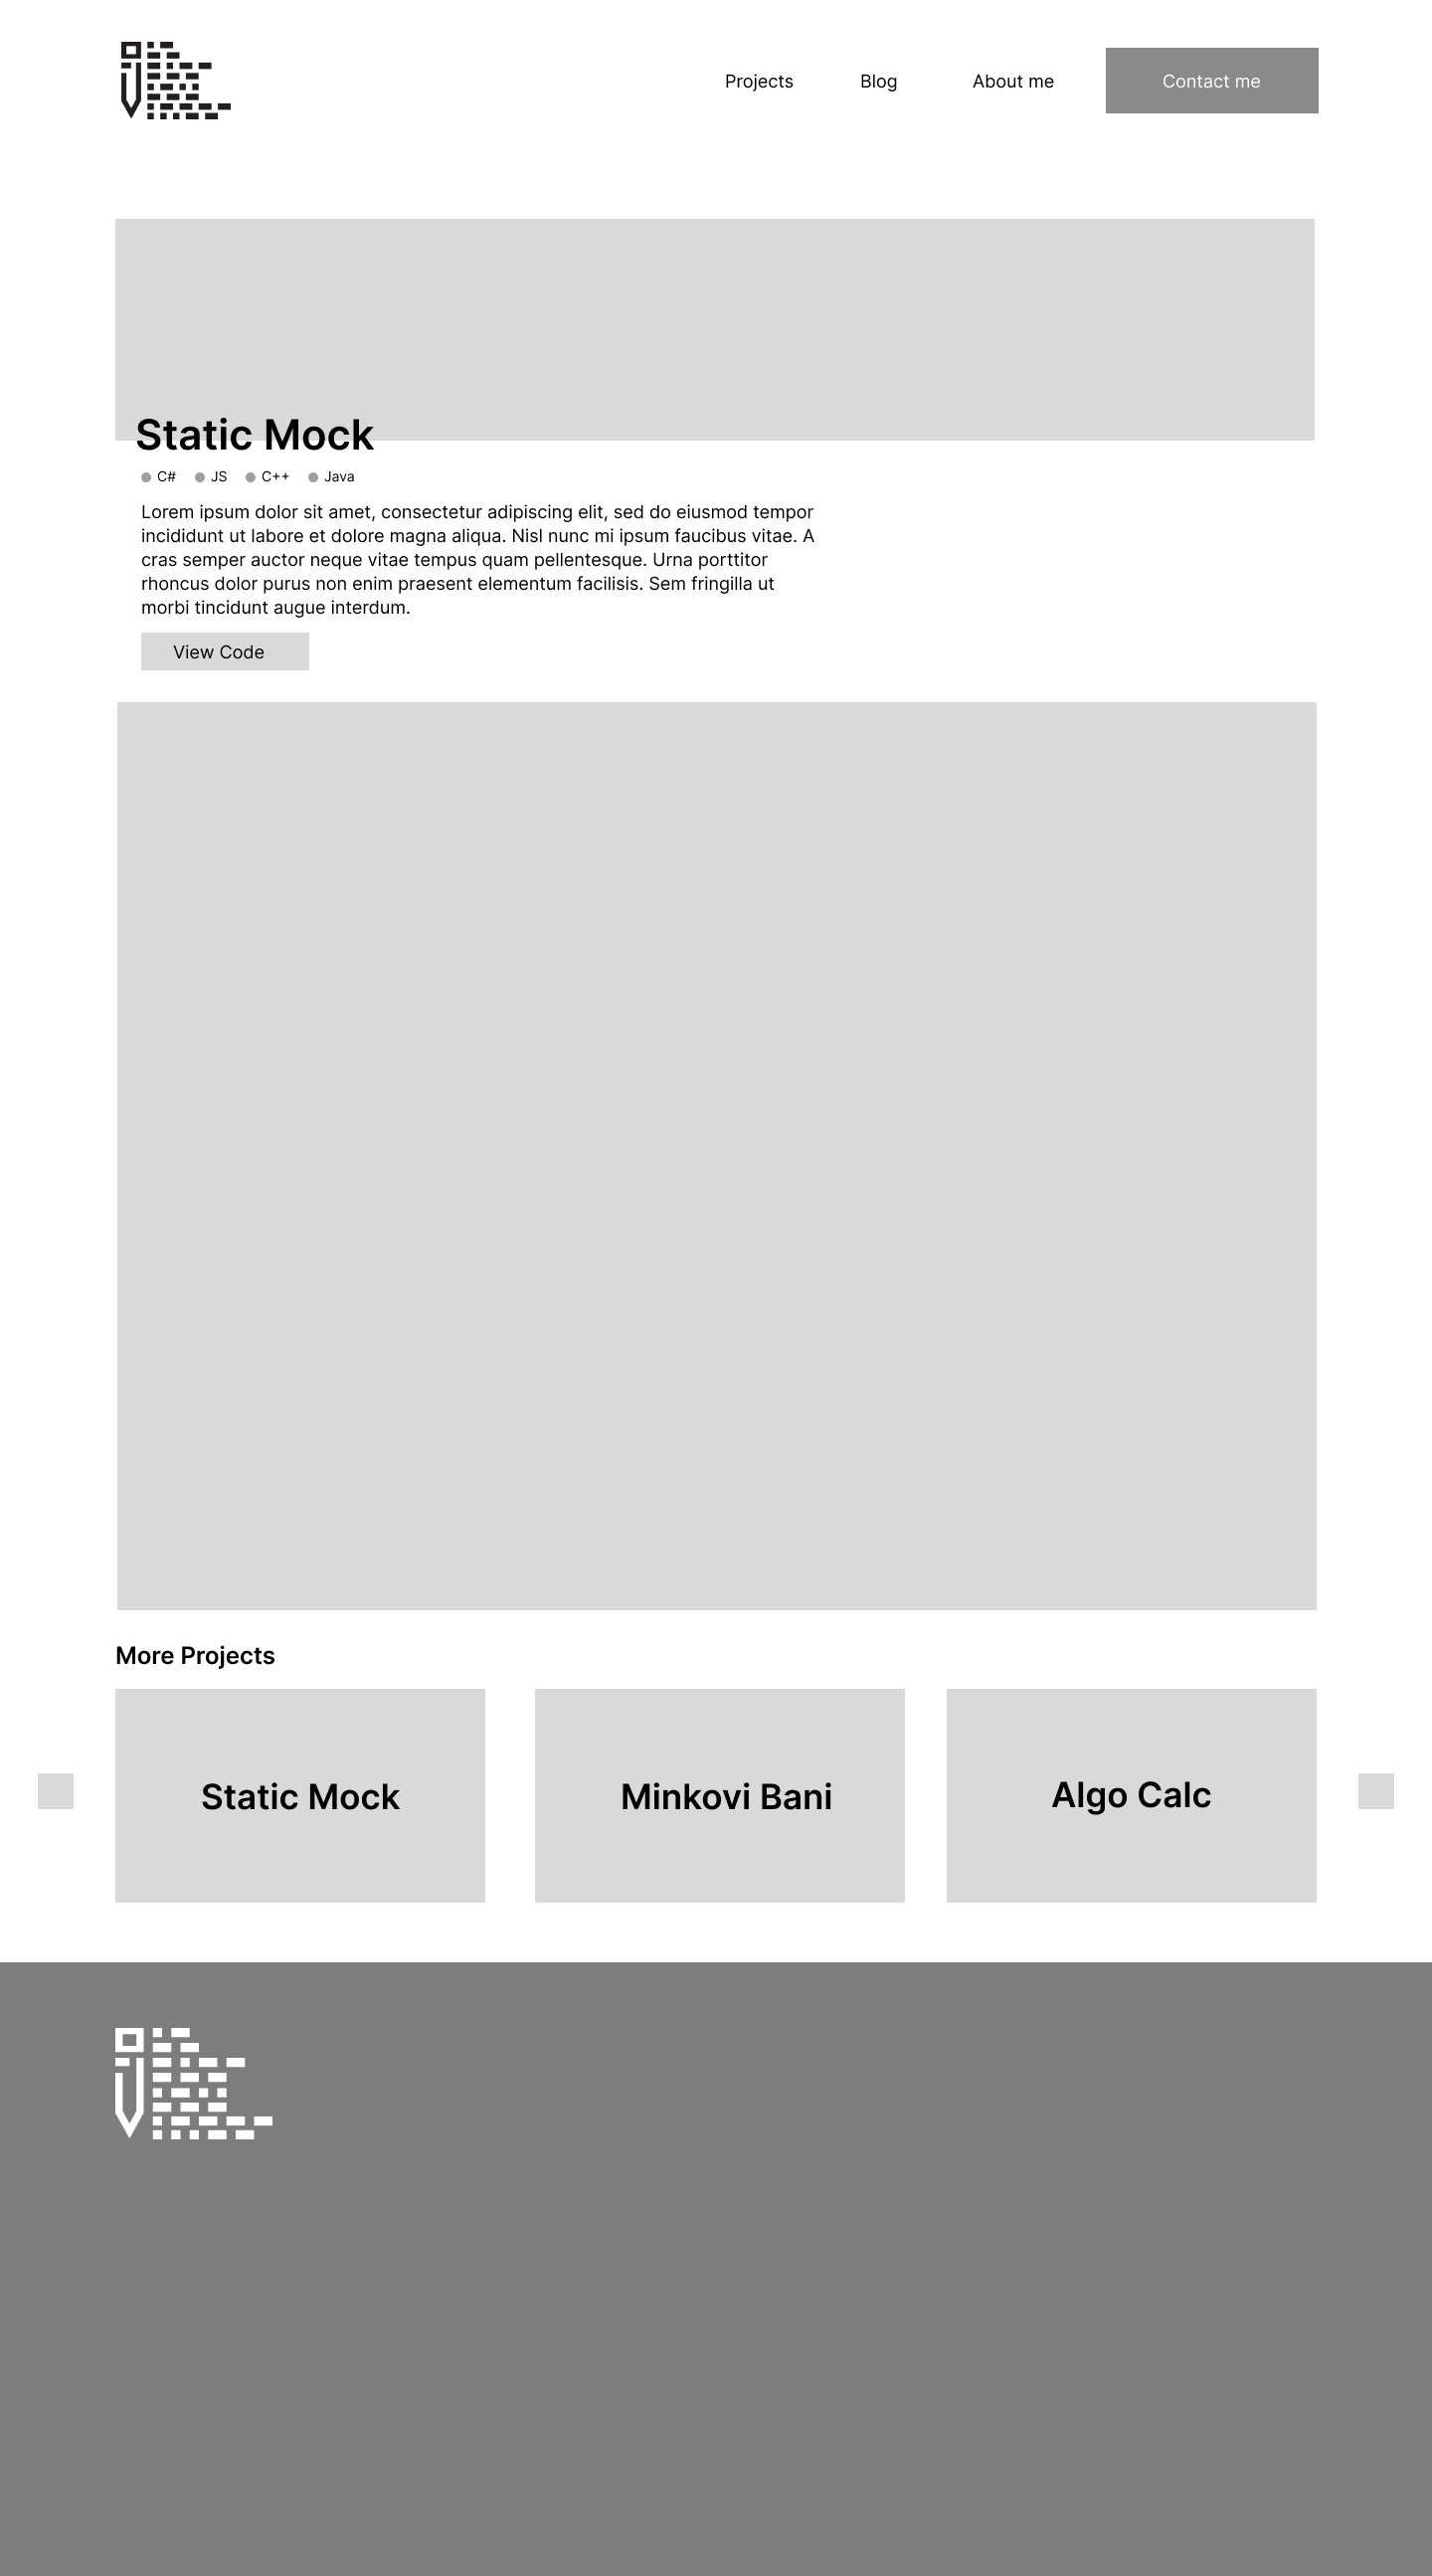 Projects Blog About me Contact me
Static Mock
C# JS C++ Java
Lorem ipsum dolor sit amet, consectetur adipiscing elit, sed do eiusmod tempor
incididunt ut labore et dolore magna aliqua. Nisl nunc mi ipsum faucibus vitae. A
cras semper auctor neque vitae tempus quam pellentesque. Urna porttitor
rhoncus dolor purus non enim praesent elementum facilisis. Sem fringilla ut
morbi tincidunt augue interdum.
View Code
More Projects
Static Mock Minkovi Bani Algo Calc